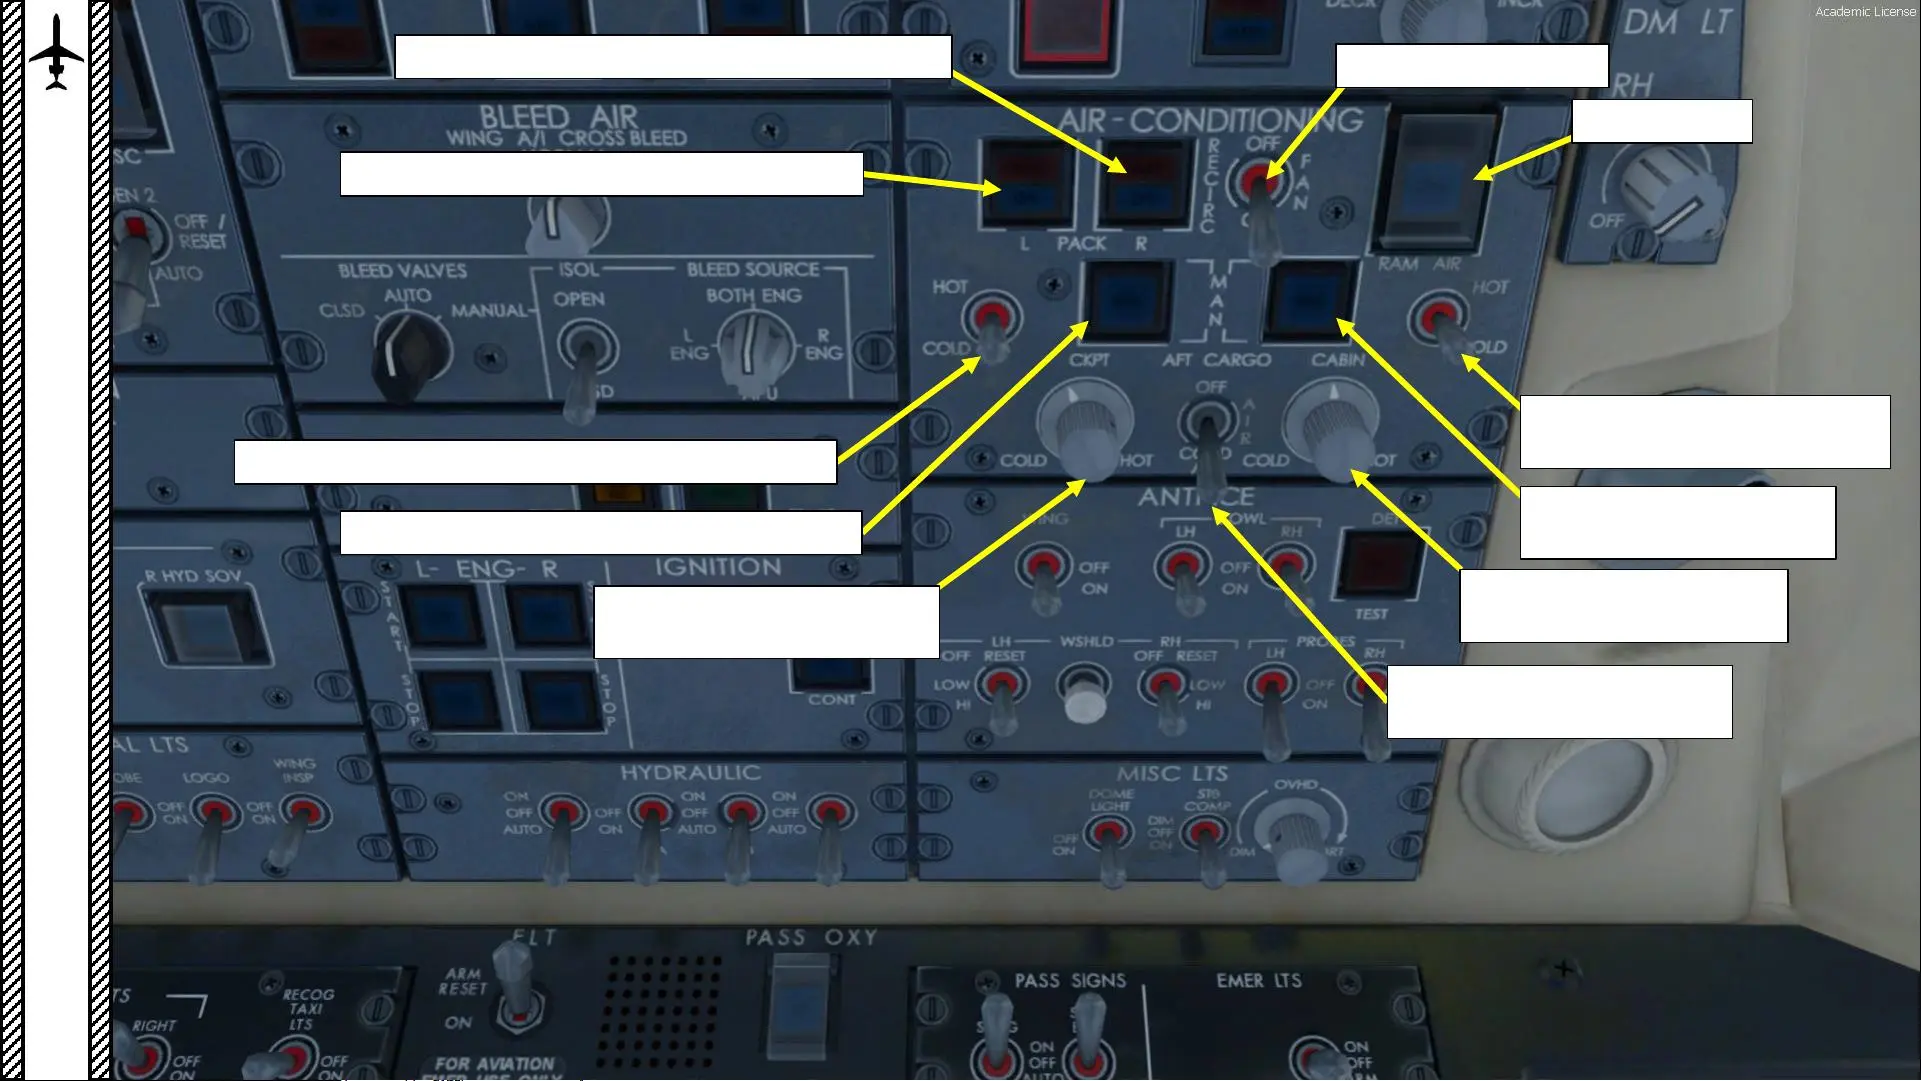 Academic License
DECR
INCR
DM LT
RH
OFF
BLEED AIR
WING A/I CROSS BLEED
BLEED VALVES
CLSD
AUTO
MANUAL
ISOL
OPEN
BLEED SOURCE
BOTH ENG
L
ENG
R
ENG
AIR-CONDITIONING
RECIRC
OFF
FAN
L PACK R
RAM AIR
HOT
COLD
MAN
HOT
CKPT
AFT CARGO
CABIN
OFF
AIR
COLD
HOT
COLD
OFF /
RESET
AUTO
R HYD SOV
L- ENG- R
START
STOP
STOP
IGNITION
CONT
LH
RH
OFF
ON
OFF
ON
TEST
LH
WSHLD
RH
OFF RESET
OFF RESET
LOW
HI
LOW
HI
LH
RH
OFF
ON
LOGO
WING
INSP
OFF
ON
OFF
ON
HYDRAULIC
ON
OFF
AUTO
OFF
ON
ON
OFF
AUTO
ON
OFF
AUTO
MISC LTS
DOME
LIGHT
OFF
ON
STB
COMP
DIM
OFF
ON
OVHD
DIM
ELT
ARM
RESET
ON
FOR AVIATION
PASS OXY
PASS SIGNS
ON
OFF
AUTO
EMER LTS
ON
OFF
RECOG
TAXI
LTS
RIGHT
OFF
ON
OFF
ON